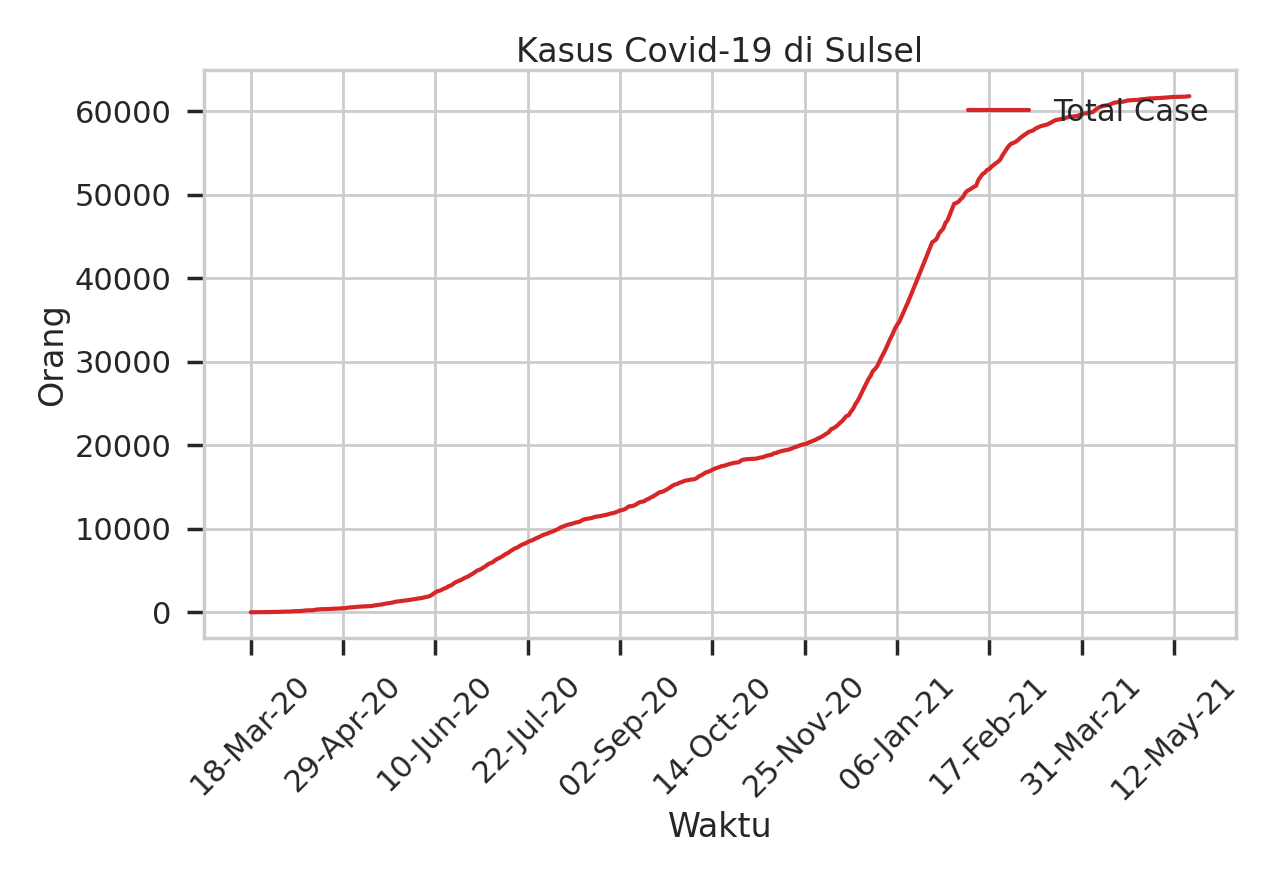 Kasus Covid-19 di Sulsel
Total Case
60000
50000
40000
30000
20000
10000
0
Orang
18-Mar-20
29-Apr-20
10-Jun-20
22-Jul-20
02-Sep-20
14-Oct-20
25-Nov-20
06-Jan-21
17-Feb-21
31-Mar-21
12-May-21
Waktu